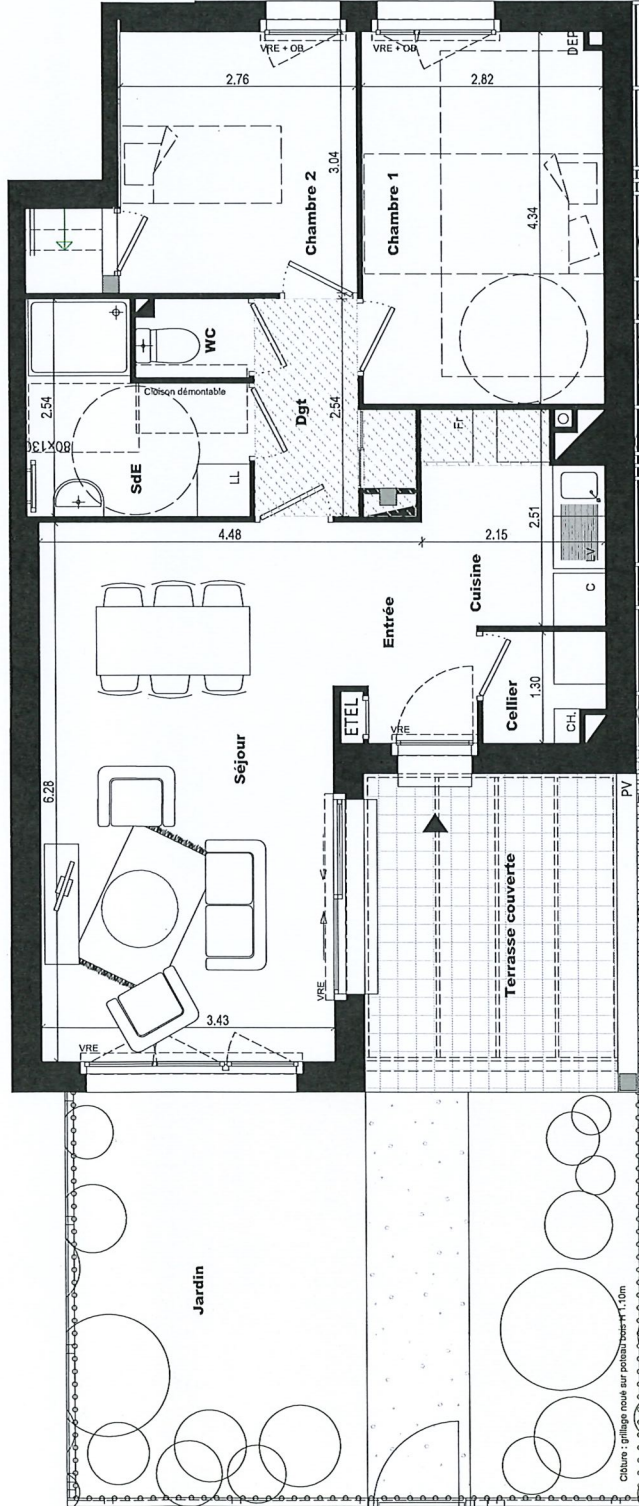 VRE + OB
VRE + OB
DEP
2.76
2.82
Chambre 2
3.04
Chambre 1
4.34
WC
2.54
Cloison démontable
80x130
SdE
LL
Dgt
2.54
Fr
4.48
2.15
2.51
LV
C
Cuisine
Entrée
Cellier
1.30
CH.
ETEL
VRE
Séjour
6.28
VRE
3.43
VRE
Terrasse couverte
PV
Jardin
Clôture : grillage noué sur poteau bois H 1.10m